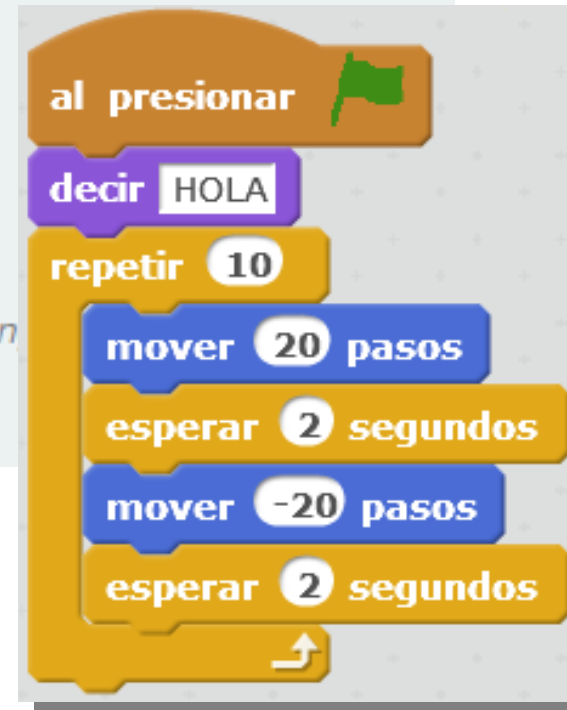 al presionar
decir HOLA
repetir 10
mover 20 pasos
esperar 2 segundos
mover -20 pasos
esperar 2 segundos